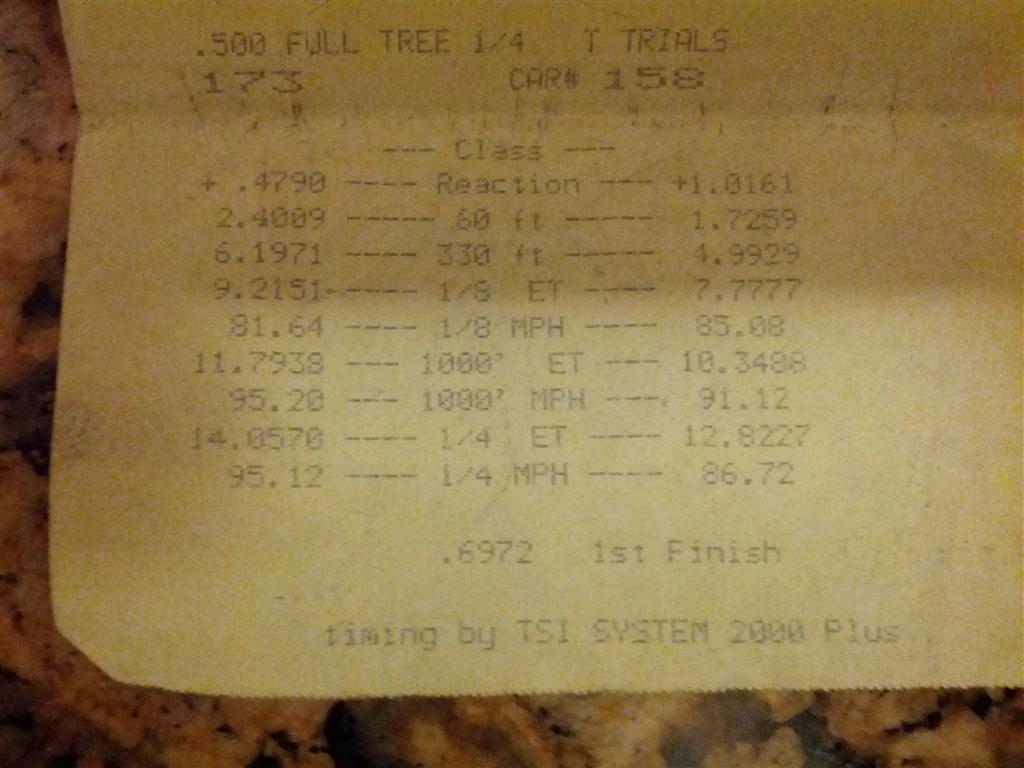 .500 FULL TREE 1/4 T TRIALS
173 CAR# 158
--- Class ---
+ .4790 ---- Reaction --- +1.0161
2.4009 ----- 60 ft ----- 1.7259
6.1971 ---- 330 ft ---- 4.9929
9.2151 ---- 1/8 ET ---- 7.7777
81.64 ---- 1/8 MPH ---- 85.08
11.7938 --- 1000' ET --- 10.3488
95.20 --- 1000' MPH --- 91.12
14.0570 ---- 1/4 ET ---- 12.8227
95.12 ---- 1/4 MPH ---- 86.72
.6972 1st Finish
timing by TSI SYSTEM 2000 Plus